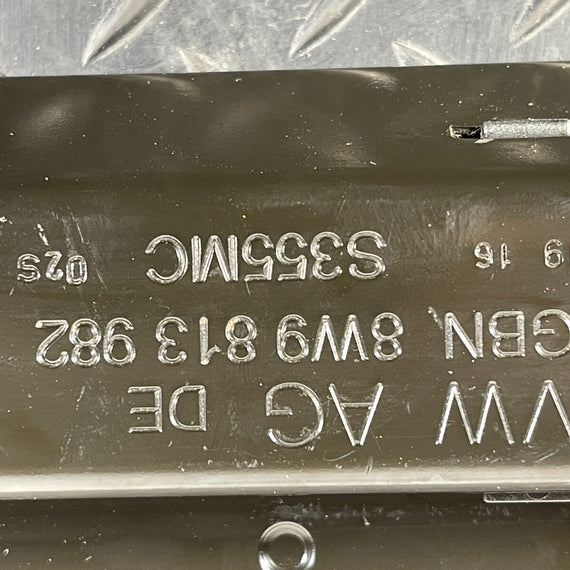 VW AG DE
GBN. 8W9 813 982
9 16 S355MC 02S